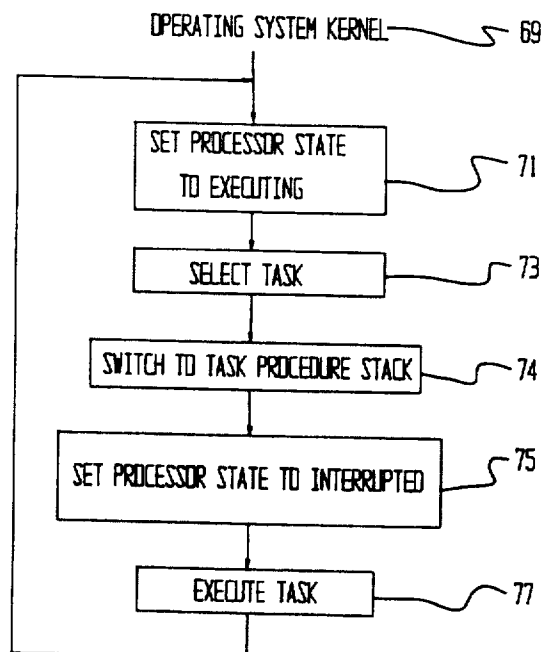 OPERATING SYSTEM KERNEL 69
SET PROCESSOR STATE
TO EXECUTING
71
SELECT TASK 73
SWITCH TO TASK PROCEDURE STACK 74
SET PROCESSOR STATE TO INTERRUPTED 75
EXECUTE TASK 77